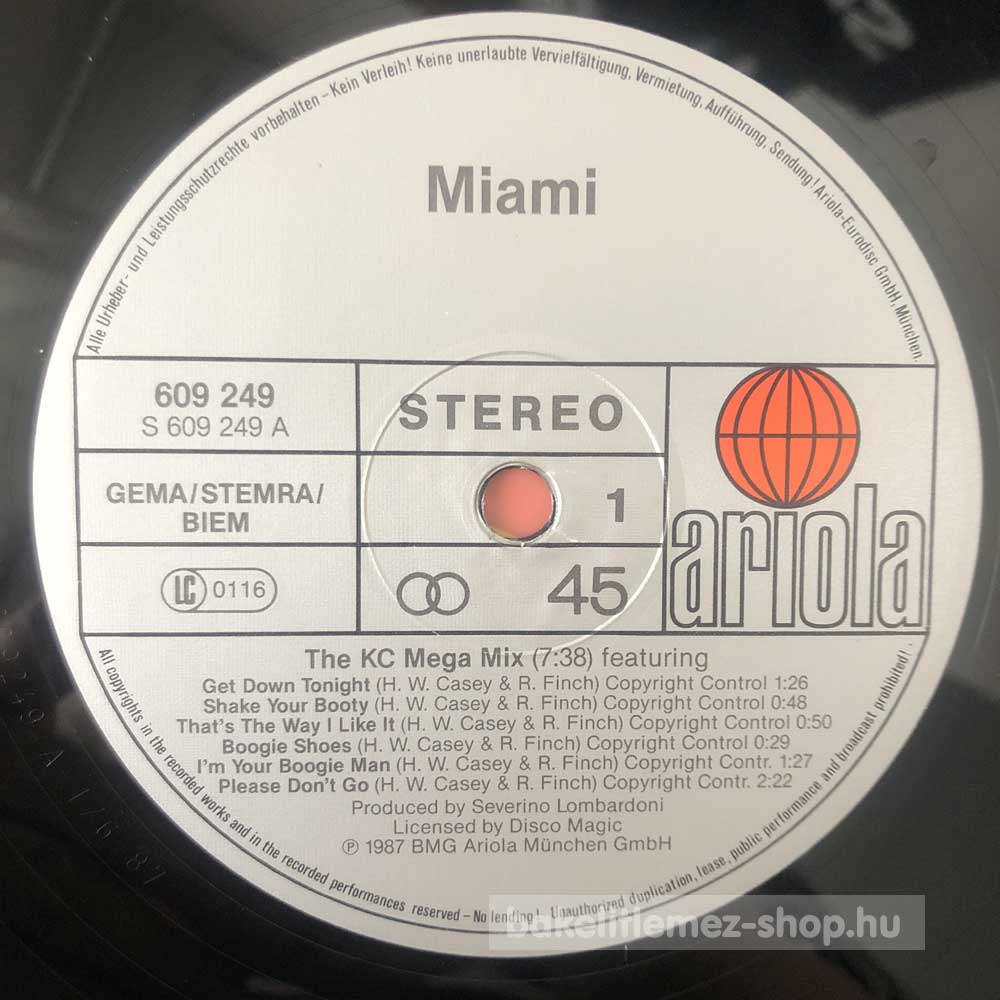 Alle Urheber- und Leistungsschutzrechte vorbehalten – Kein Verleih! Keine unerlaubte Vervielfältigung, Vermietung, Aufführung, Sendung! Ariola-Eurodisc GmbH, München.
Miami
609 249
S 609 249 A
STEREO
GEMA/STEMRA/
BIEM
1
LC 0116
45
ariola
The KC Mega Mix (7:38) featuring
Get Down Tonight (H. W. Casey & R. Finch) Copyright Control 1:26
Shake Your Booty (H. W. Casey & R. Finch) Copyright Control 0:48
That's The Way I Like It (H. W. Casey & R. Finch) Copyright Control 0:50
Boogie Shoes (H. W. Casey & R. Finch) Copyright Control 0:29
I'm Your Boogie Man (H. W. Casey & R. Finch) Copyright Contr. 1:27
Please Don't Go (H. W. Casey & R. Finch) Copyright Contr. 2:22
Produced by Severino Lombardoni
Licensed by Disco Magic
Ⓟ 1987 BMG Ariola München GmbH
All copyrights in the recorded works and in the recorded performances reserved – No lending! Unauthorized duplication, lease, public performance and broadcast prohibited!
bakelitlemez-shop.hu